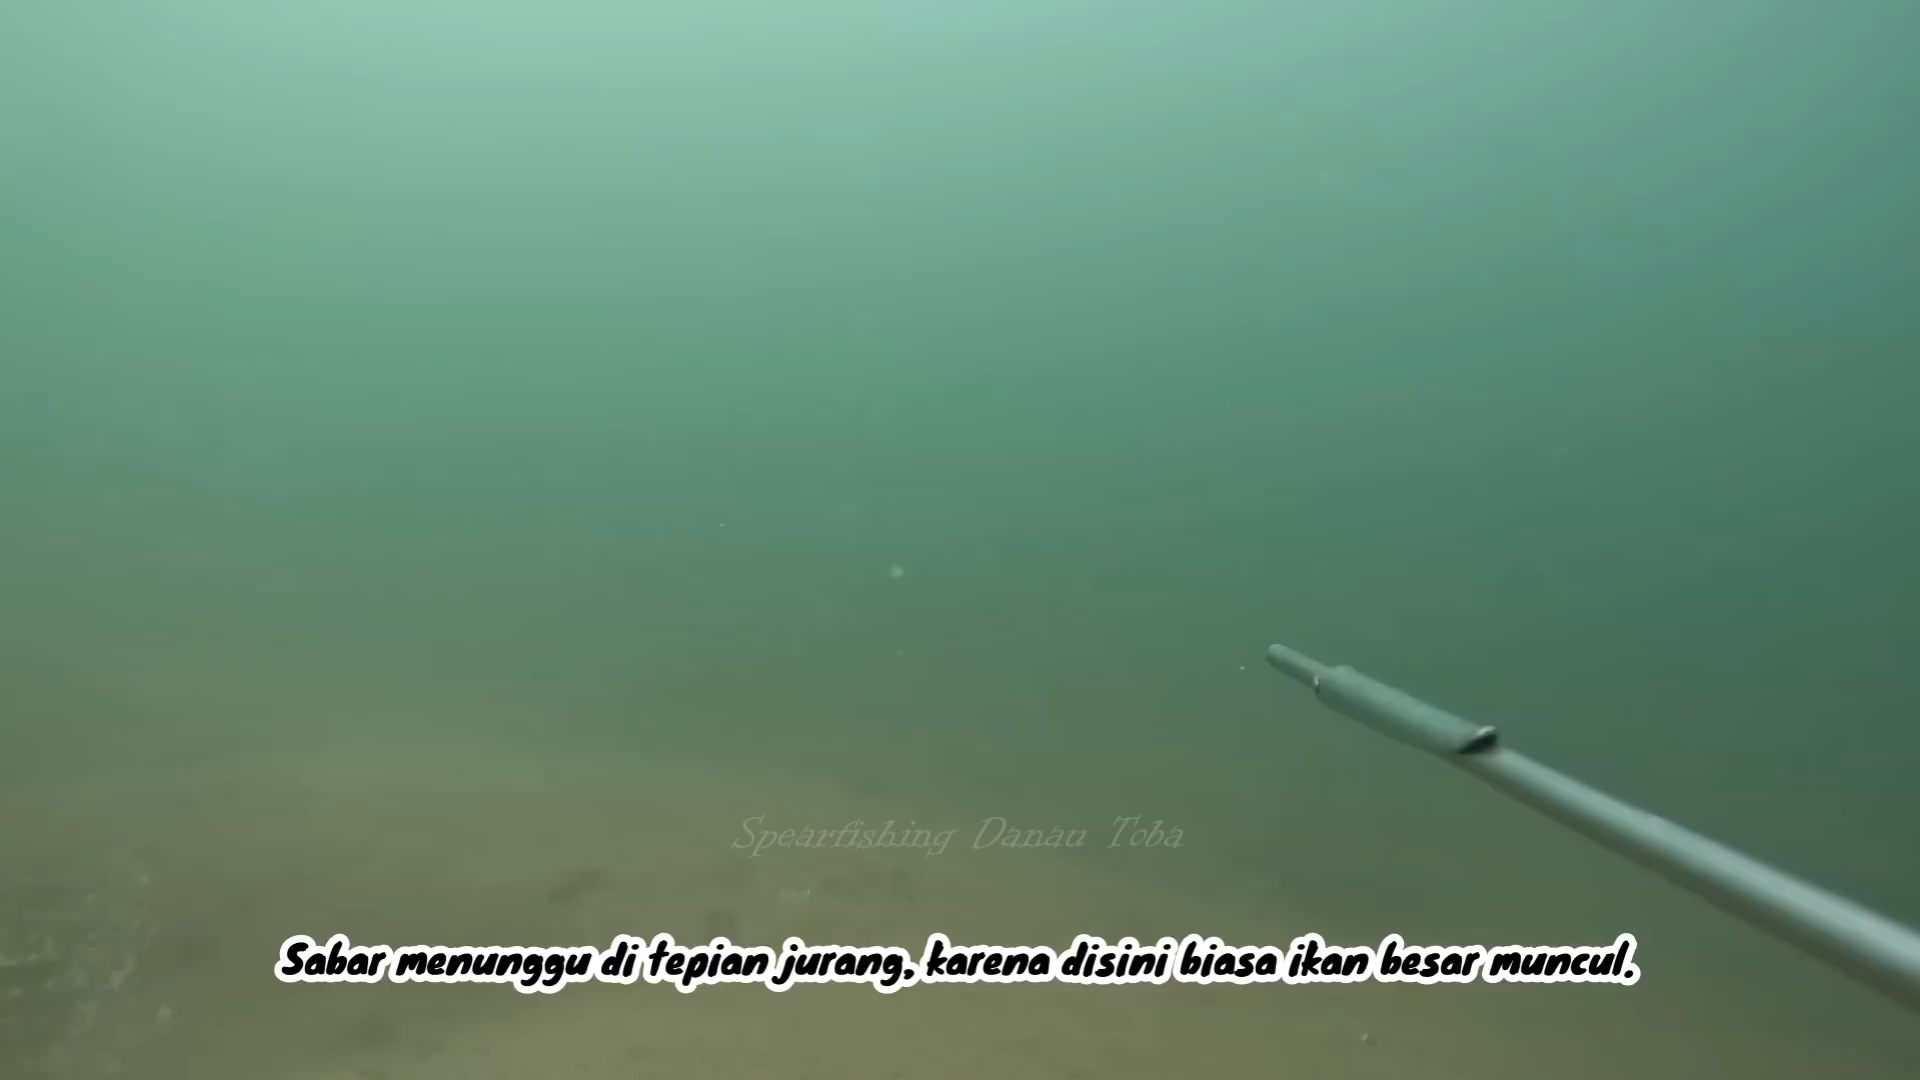 Spearfishing Danau Toba
Sabar menunggu di tepian jurang, karena disini biasa ikan besar muncul.